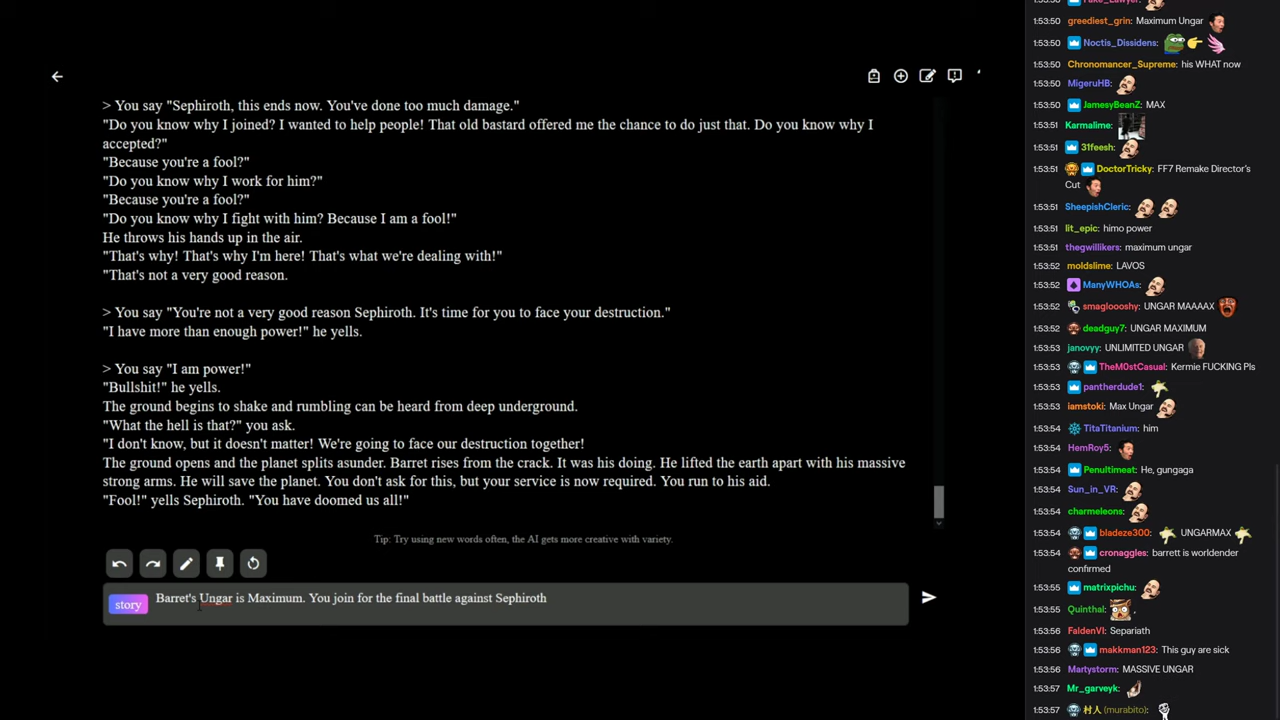 > You say "Sephiroth, this ends now. You've done too much damage."
"Do you know why I joined? I wanted to help people! That old bastard offered me the chance to do just that. Do you know why I
accepted?"
"Because you're a fool?"
"Do you know why I work for him?"
"Because you're a fool?"
"Do you know why I fight with him? Because I am a fool!"
He throws his hands up in the air.
"That's why! That's why I'm here! That's what we're dealing with!"
"That's not a very good reason.
> You say "You're not a very good reason Sephiroth. It's time for you to face your destruction."
"I have more than enough power!" he yells.
> You say "I am power!"
"Bullshit!" he yells.
The ground begins to shake and rumbling can be heard from deep underground.
"What the hell is that?" you ask.
"I don't know, but it doesn't matter! We're going to face our destruction together!
The ground opens and the planet splits asunder. Barret rises from the crack. It was his doing. He lifted the earth apart with his massive
strong arms. He will save the planet. You don't ask for this, but your service is now required. You run to his aid.
"Fool!" yells Sephiroth. "You have doomed us all!"
Tip: Try using new words often, the AI gets more creative with variety.
story
Barret's Ungar is Maximum. You join for the final battle against Sephiroth
1:53:50 greediest_grin: Maximum Ungar
1:53:50 Noctis_Dissidens:
1:53:50 Chronomancer_Supreme: his WHAT now
1:53:50 MigeruHB:
1:53:50 JamesyBeanZ: MAX
1:53:51 Karmalime:
1:53:51 31feesh:
1:53:51 DoctorTricky: FF7 Remake Director's
Cut
1:53:51 SheepishCleric:
1:53:51 lit_epic: himo power
1:53:51 thegwillikers: maximum ungar
1:53:52 moldslime: LAVOS
1:53:52 ManyWHOAs:
1:53:52 smagloooshy: UNGAR MAAAAX
1:53:52 deadguy7: UNGAR MAXIMUM
1:53:53 janovyy: UNLIMITED UNGAR
1:53:53 TheM0stCasual: Kermie FUCKING Pls
1:53:53 pantherdude1:
1:53:53 iamstoki: Max Ungar
1:53:54 TitaTitanium: him
1:53:54 HemRoy5:
1:53:54 Penultimeat: He, gungaga
1:53:54 Sun_in_VR:
1:53:54 charmeleons:
1:53:54 bladeze300: UNGARMAX
1:53:54 cronaggles: barrett is worldender
confirmed
1:53:55 matrixpichu:
1:53:55 Quinthal: ,
1:53:56 FaldenVI: Separiath
1:53:56 makkman123: This guy are sick
1:53:56 Martystorm: MASSIVE UNGAR
1:53:57 Mr_garveyk:
1:53:57 村人 (murabito):